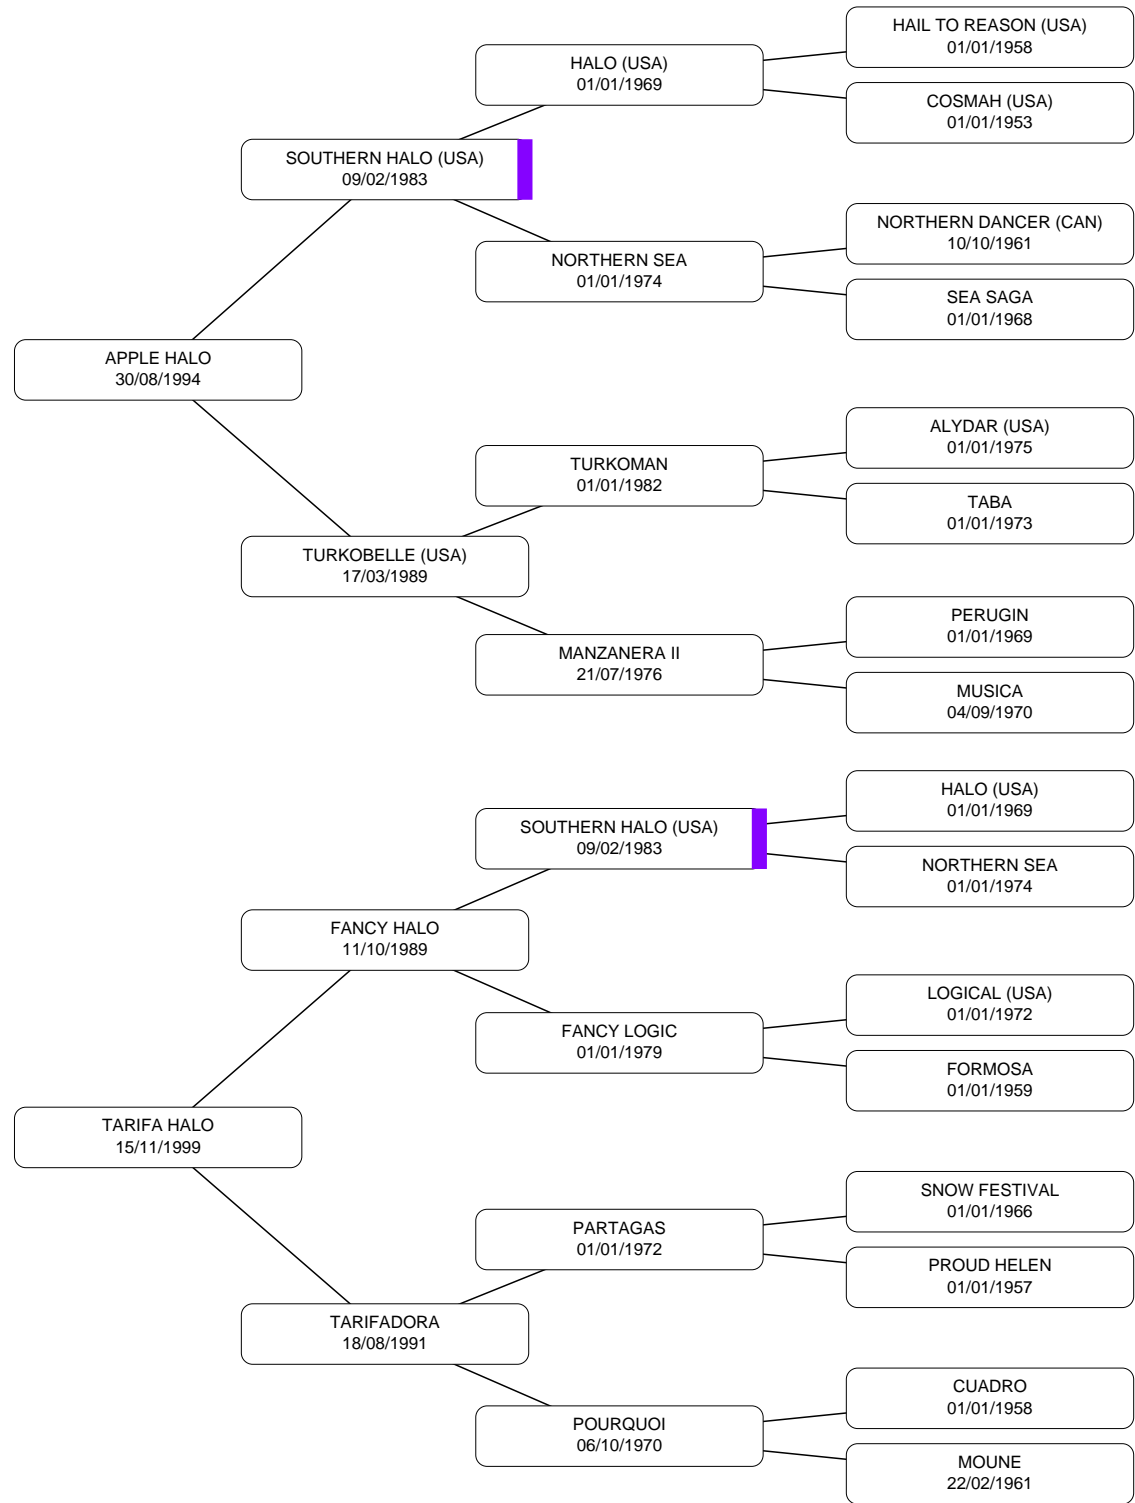 HAIL TO REASON (USA)
01/01/1958
HALO (USA)
01/01/1969
COSMAH (USA)
01/01/1953
SOUTHERN HALO (USA)
09/02/1983
NORTHERN DANCER (CAN)
10/10/1961
NORTHERN SEA
01/01/1974
SEA SAGA
01/01/1968
APPLE HALO
30/08/1994
ALYDAR (USA)
01/01/1975
TURKOMAN
01/01/1982
TABA
01/01/1973
TURKOBELLE (USA)
17/03/1989
PERUGIN
01/01/1969
MANZANERA II
21/07/1976
MUSICA
04/09/1970
HALO (USA)
01/01/1969
SOUTHERN HALO (USA)
09/02/1983
NORTHERN SEA
01/01/1974
FANCY HALO
11/10/1989
LOGICAL (USA)
01/01/1972
FANCY LOGIC
01/01/1979
FORMOSA
01/01/1959
TARIFA HALO
15/11/1999
SNOW FESTIVAL
01/01/1966
PARTAGAS
01/01/1972
PROUD HELEN
01/01/1957
TARIFADORA
18/08/1991
CUADRO
01/01/1958
POURQUOI
06/10/1970
MOUNE
22/02/1961